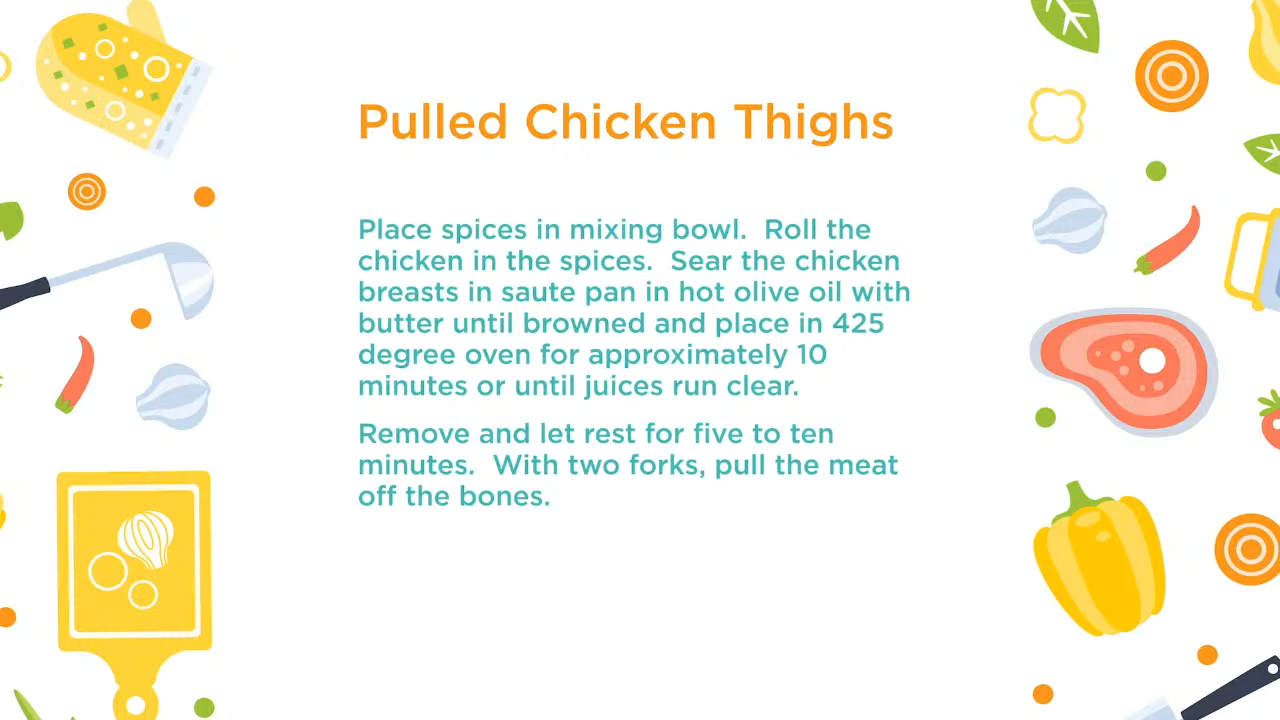 Pulled Chicken Thighs
Place spices in mixing bowl.  Roll the
chicken in the spices.  Sear the chicken
breasts in saute pan in hot olive oil with
butter until browned and place in 425
degree oven for approximately 10
minutes or until juices run clear.
Remove and let rest for five to ten
minutes.  With two forks, pull the meat
off the bones.